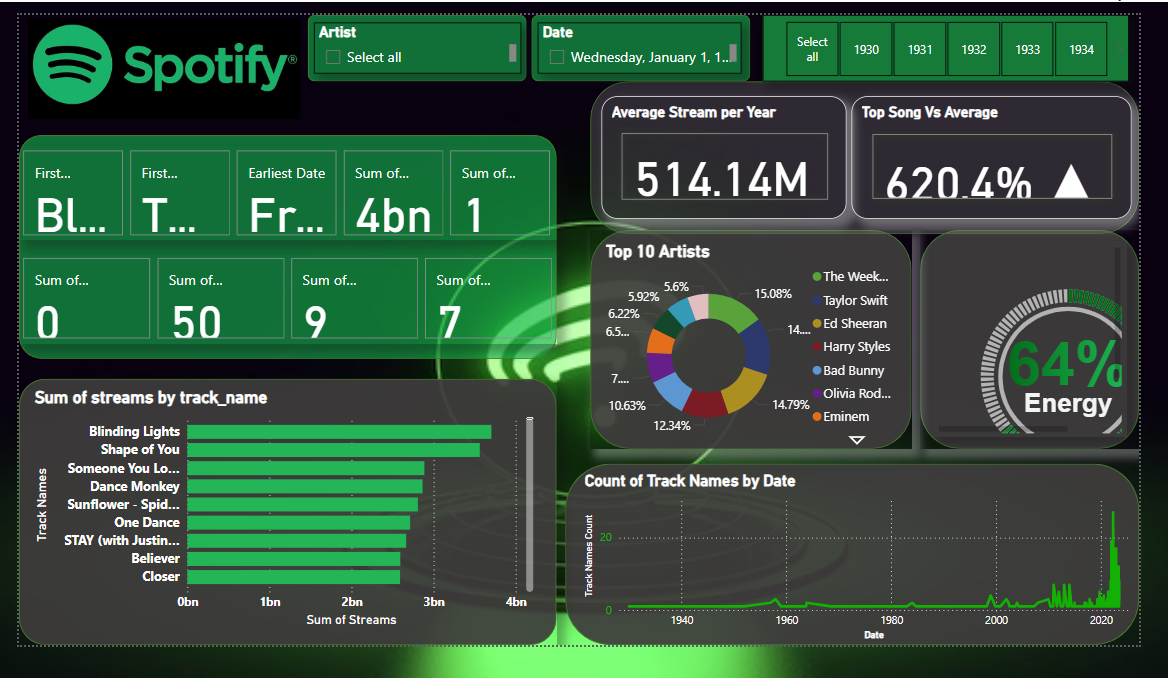 Spotify®
Artist
Select all
Date
Wednesday, January 1, 1...
Select all
1930
1931
1932
1933
1934
Average Stream per Year
514.14M
Top Song Vs Average
620.4%
First...
Bl...
First...
T...
Earliest Date
Fr...
Sum of...
4bn
Sum of...
1
Sum of...
0
Sum of...
50
Sum of...
9
Sum of...
7
Top 10 Artists
15.08%
14....
14.79%
12.34%
10.63%
7....
6.5...
6.22%
5.92%
5.6%
The Week...
Taylor Swift
Ed Sheeran
Harry Styles
Bad Bunny
Olivia Rod...
Eminem
64%
Energy
Sum of streams by track_name
Track Names
Blinding Lights
Shape of You
Someone You Lo...
Dance Monkey
Sunflower - Spid...
One Dance
STAY (with Justin...
Believer
Closer
0bn
1bn
2bn
3bn
4bn
Sum of Streams
Count of Track Names by Date
Track Names Count
20
0
1940
1960
1980
2000
2020
Date